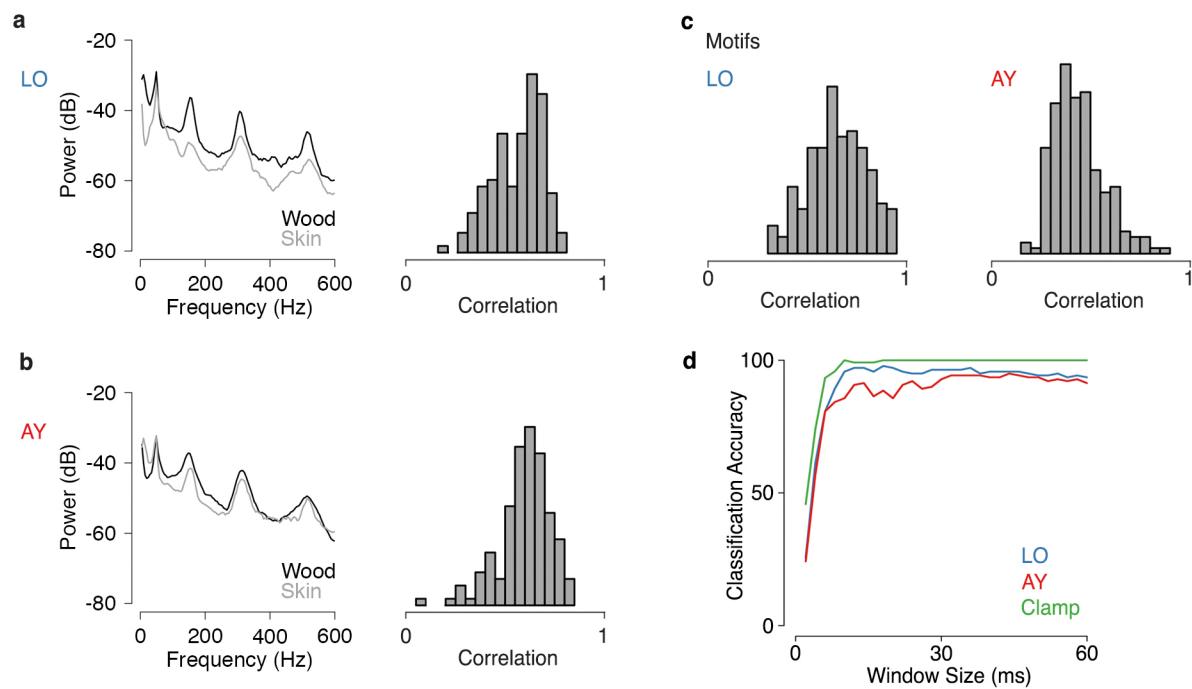 a
LO
-20
-40
-60
-80
Power (dB)
Wood
Skin
0 200 400 600
Frequency (Hz)
0 1
Correlation
c
Motifs
LO
0 1
Correlation
AY
0 1
Correlation
b
AY
-20
-40
-60
-80
Power (dB)
Wood
Skin
0 200 400 600
Frequency (Hz)
0 1
Correlation
d
100
50
0
Classification Accuracy
LO
AY
Clamp
0 30 60
Window Size (ms)